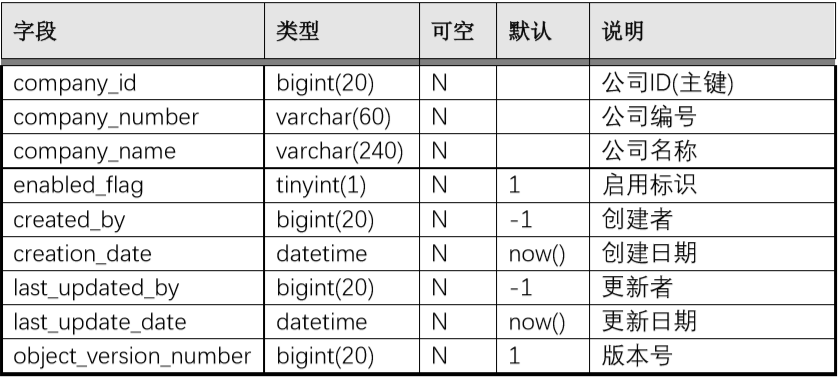 字段 类型 可空 默认 说明
company_id bigint(20) N 公司ID(主键)
company_number varchar(60) N 公司编号
company_name varchar(240) N 公司名称
enabled_flag tinyint(1) N 1 启用标识
created_by bigint(20) N -1 创建者
creation_date datetime N now() 创建日期
last_updated_by bigint(20) N -1 更新者
last_update_date datetime N now() 更新日期
object_version_number bigint(20) N 1 版本号